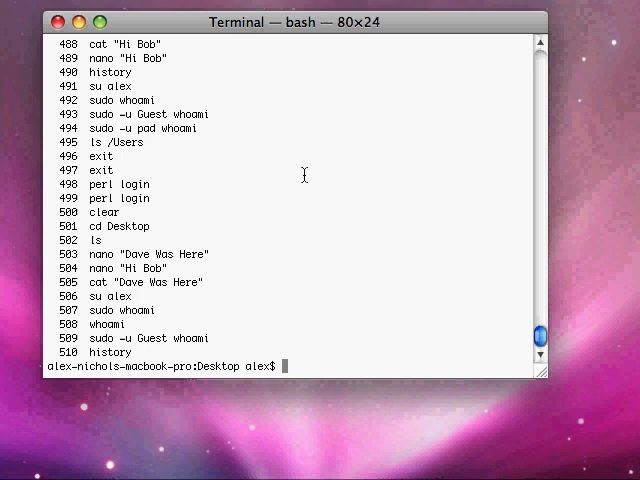 Terminal — bash — 80×24
488 cat "Hi Bob"
489 nano "Hi Bob"
490 history
491 su alex
492 sudo whoami
493 sudo -u Guest whoami
494 sudo -u pad whoami
495 ls /Users
496 exit
497 exit
498 perl login
499 perl login
500 clear
501 cd Desktop
502 ls
503 nano "Dave Was Here"
504 nano "Hi Bob"
505 cat "Dave Was Here"
506 su alex
507 sudo whoami
508 whoami
509 sudo -u Guest whoami
510 history
alex-nichols-macbook-pro:Desktop alex$